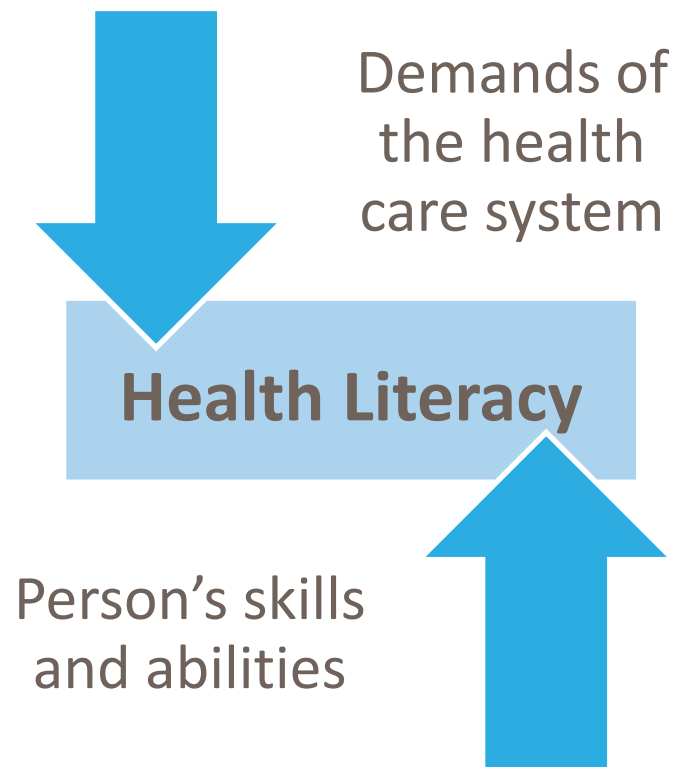 Demands of
the health
care system
Health Literacy
Person’s skills
and abilities